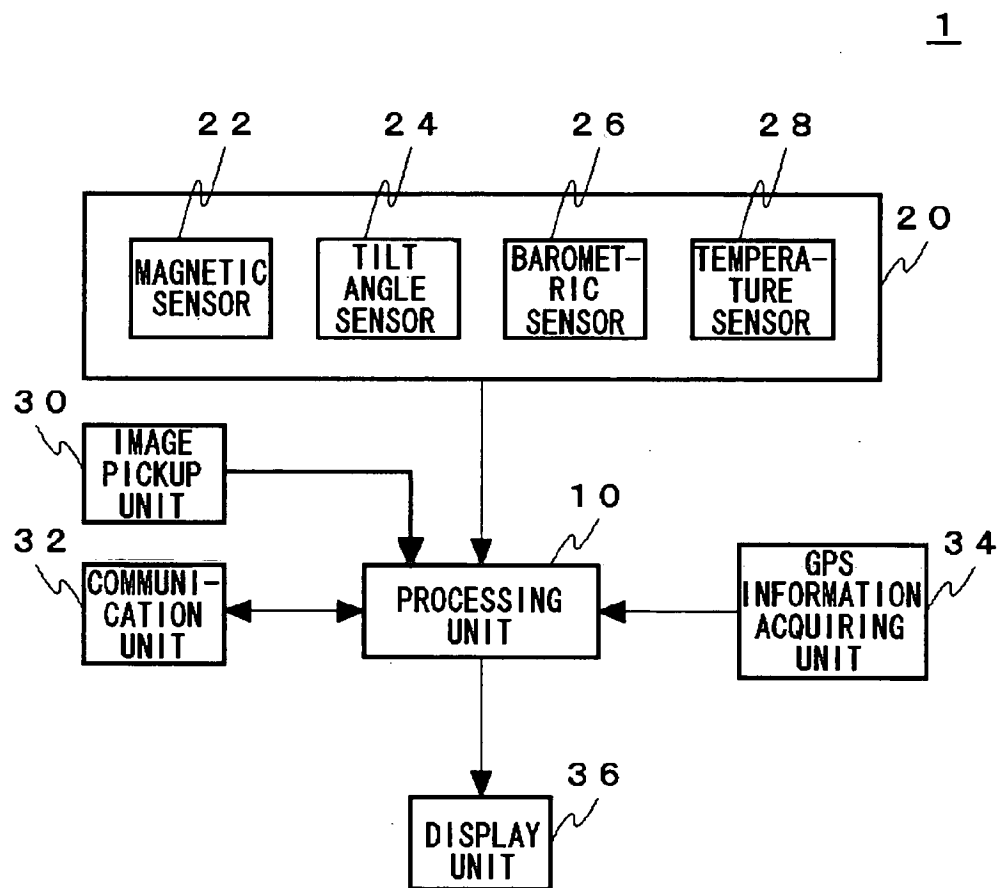 1
22
24
26
28
20
MAGNETIC
SENSOR
TILT
ANGLE
SENSOR
BAROMET-
RIC
SENSOR
TEMPERA-
TURE
SENSOR
30
IMAGE
PICKUP
UNIT
10
32
COMMUNI-
CATION
UNIT
PROCESSING
UNIT
34
GPS
INFORMATION
ACQUIRING
UNIT
36
DISPLAY
UNIT